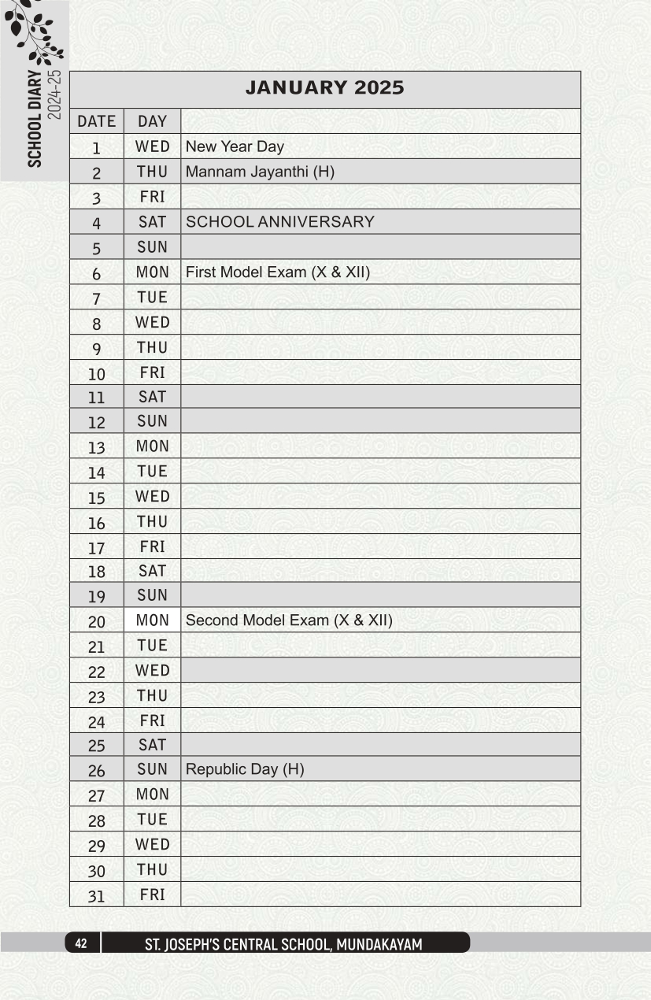 SCHOOL DIARY
2024-25
JANUARY 2025
DATE DAY
1 WED New Year Day
2 THU Mannam Jayanthi (H)
3 FRI
4 SAT SCHOOL ANNIVERSARY
5 SUN
6 MON First Model Exam (X & XII)
7 TUE
8 WED
9 THU
10 FRI
11 SAT
12 SUN
13 MON
14 TUE
15 WED
16 THU
17 FRI
18 SAT
19 SUN
20 MON Second Model Exam (X & XII)
21 TUE
22 WED
23 THU
24 FRI
25 SAT
26 SUN Republic Day (H)
27 MON
28 TUE
29 WED
30 THU
31 FRI
42 ST. JOSEPH'S CENTRAL SCHOOL, MUNDAKAYAM